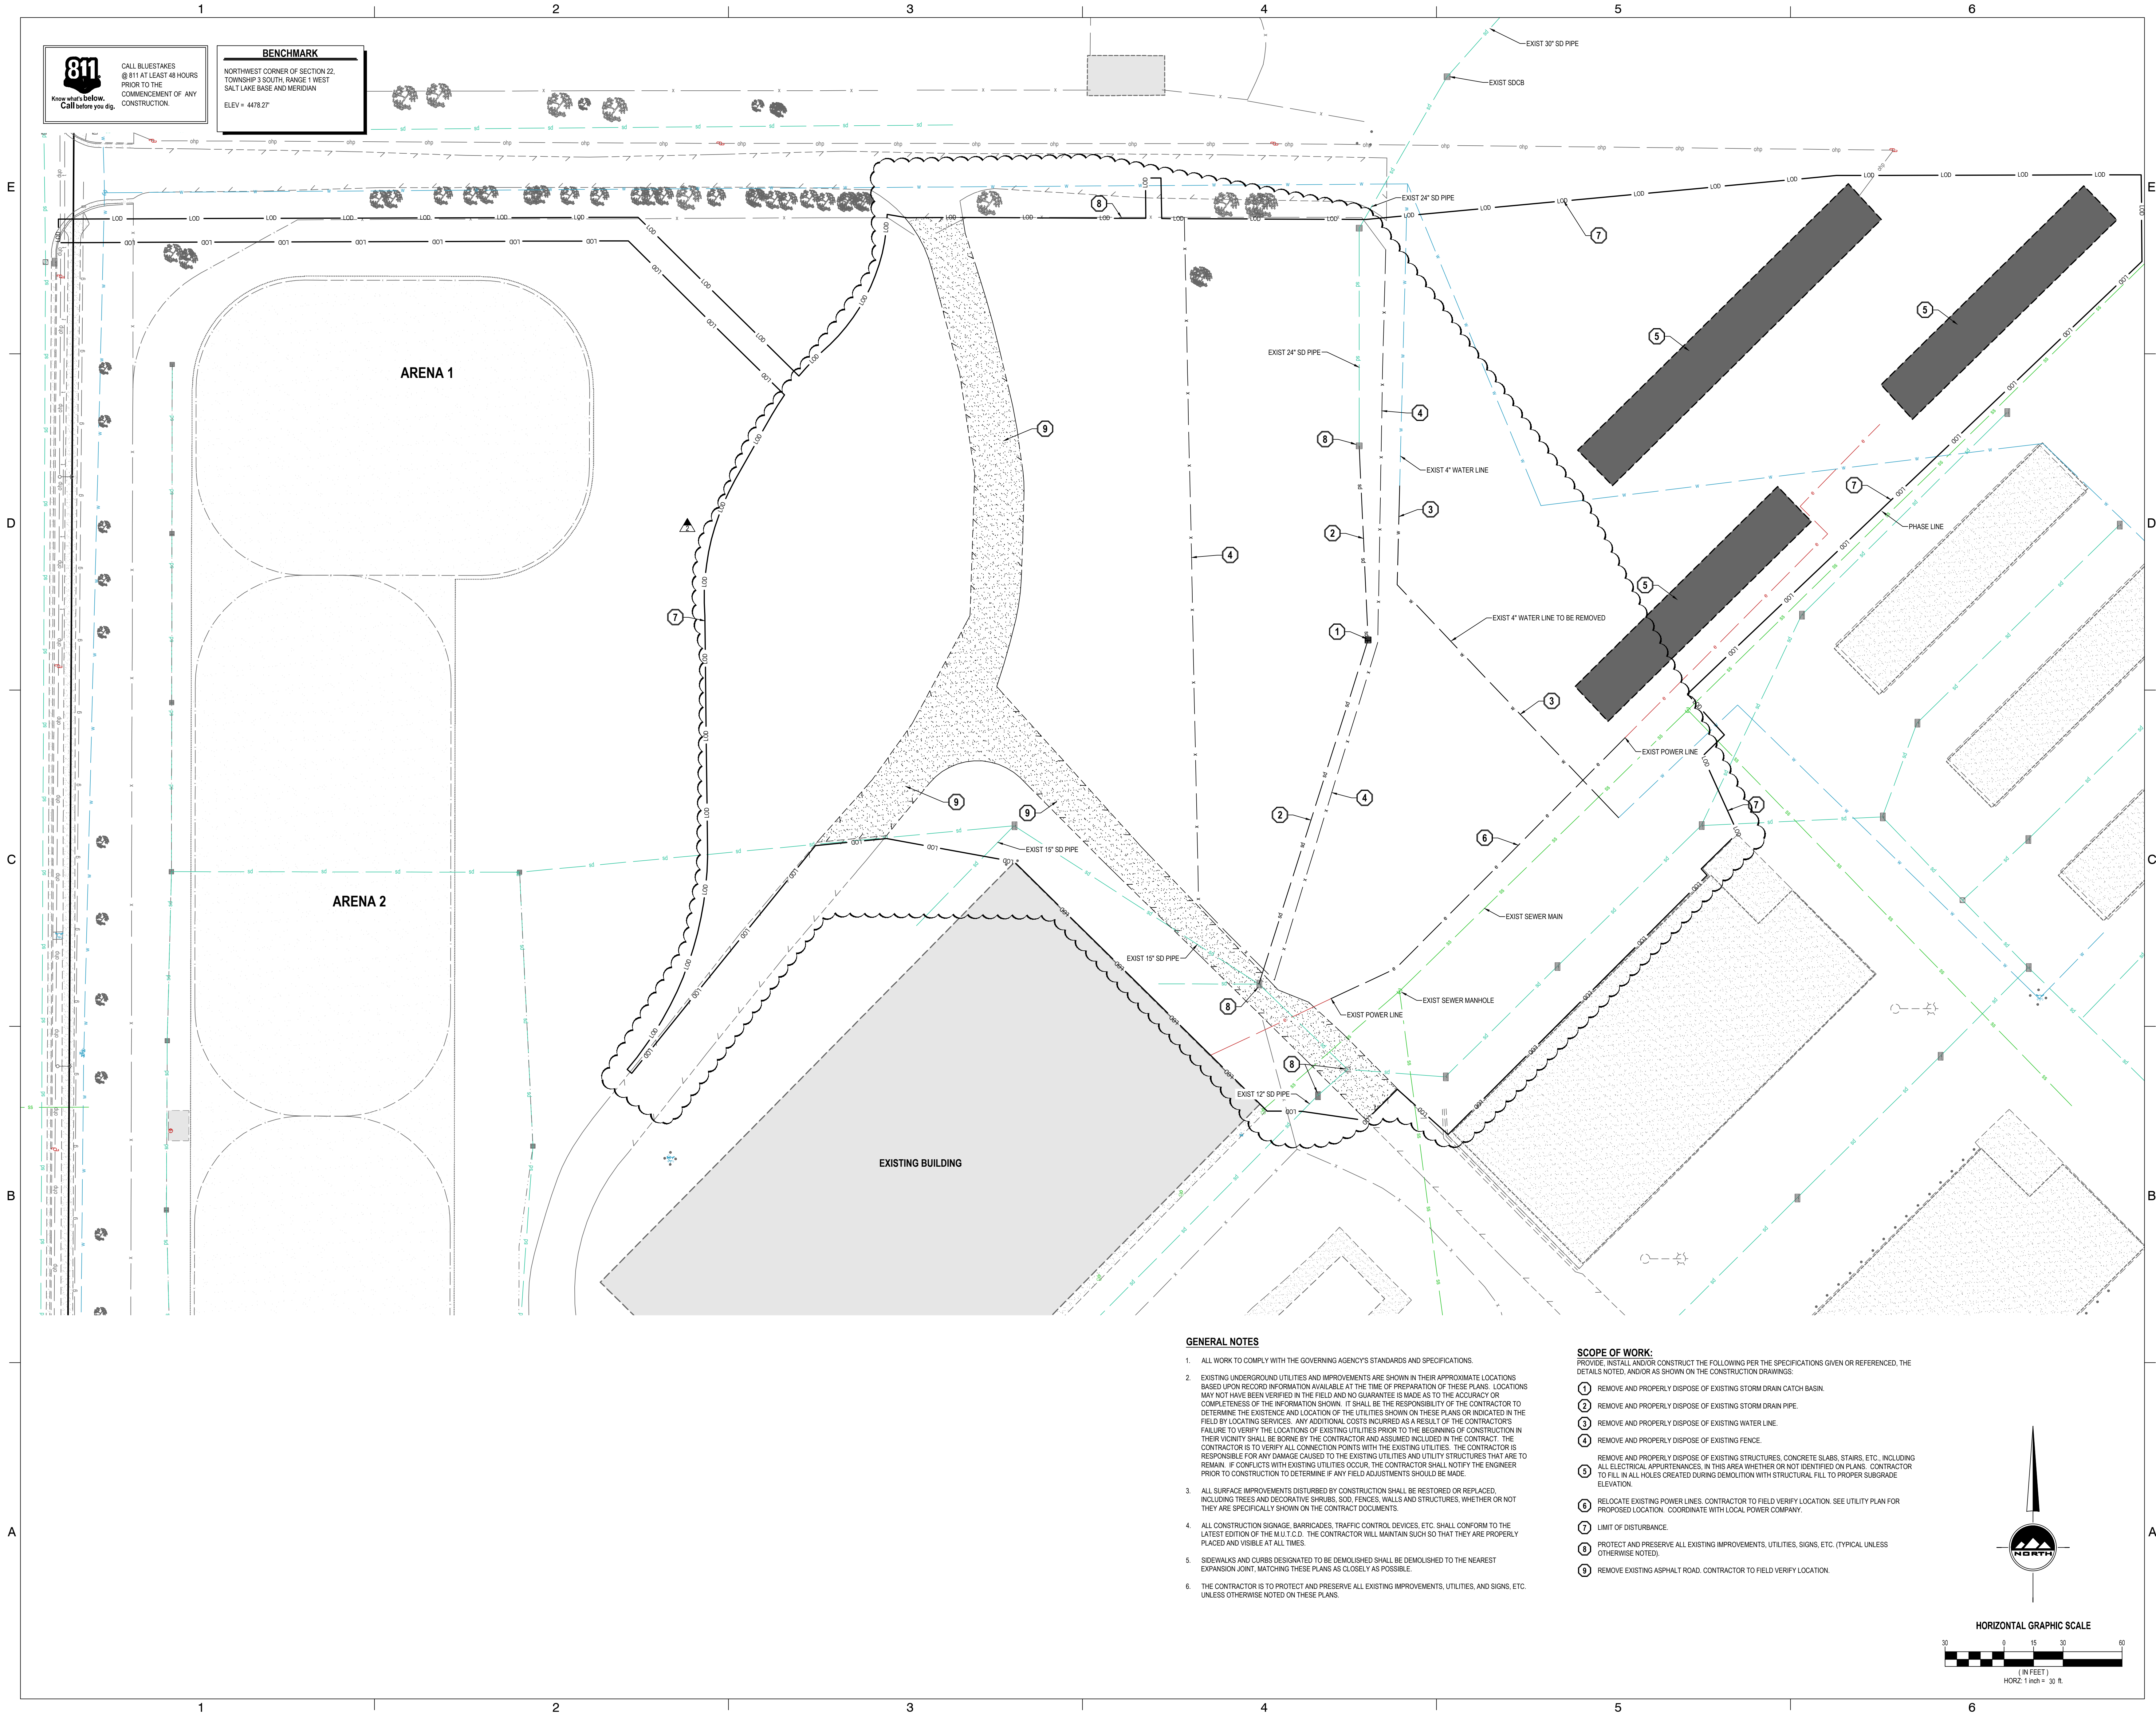 1 2 3 4 5 6
811
Know what's below.
Call before you dig.
CALL BLUESTAKES
@ 811 AT LEAST 48 HOURS
PRIOR TO THE
COMMENCEMENT OF ANY
CONSTRUCTION.
BENCHMARK
NORTHWEST CORNER OF SECTION 22,
TOWNSHIP 3 SOUTH, RANGE 1 WEST
SALT LAKE BASE AND MERIDIAN
ELEV = 4478.27'
EXIST 30" SD PIPE
EXIST SDCB
E
E
EXIST 24" SD PIPE
8
7
5
5
ARENA 1
EXIST 24" SD PIPE
4
9
8
EXIST 4" WATER LINE
7
3
D
D
2
2
PHASE LINE
4
5
7
EXIST 4" WATER LINE TO BE REMOVED
1
3
EXIST POWER LINE
4
9
9
7
2
6
EXIST 15" SD PIPE
C
C
ARENA 2
EXIST SEWER MAIN
EXIST 15" SD PIPE
EXIST SEWER MANHOLE
8
EXIST POWER LINE
8
EXIST 12" SD PIPE
EXISTING BUILDING
B
B
GENERAL NOTES
1. ALL WORK TO COMPLY WITH THE GOVERNING AGENCY'S STANDARDS AND SPECIFICATIONS.
2. EXISTING UNDERGROUND UTILITIES AND IMPROVEMENTS ARE SHOWN IN THEIR APPROXIMATE LOCATIONS
BASED UPON RECORD INFORMATION AVAILABLE AT THE TIME OF PREPARATION OF THESE PLANS. LOCATIONS
MAY NOT HAVE BEEN VERIFIED IN THE FIELD AND NO GUARANTEE IS MADE AS TO THE ACCURACY OR
COMPLETENESS OF THE INFORMATION SHOWN. IT SHALL BE THE RESPONSIBILITY OF THE CONTRACTOR TO
DETERMINE THE EXISTENCE AND LOCATION OF THE UTILITIES SHOWN ON THESE PLANS OR INDICATED IN THE
FIELD BY LOCATING SERVICES. ANY ADDITIONAL COSTS INCURRED AS A RESULT OF THE CONTRACTOR'S
FAILURE TO VERIFY THE LOCATIONS OF EXISTING UTILITIES PRIOR TO THE BEGINNING OF CONSTRUCTION IN
THEIR VICINITY SHALL BE BORNE BY THE CONTRACTOR AND ASSUMED INCLUDED IN THE CONTRACT. THE
CONTRACTOR IS TO VERIFY ALL CONNECTION POINTS WITH THE EXISTING UTILITIES. THE CONTRACTOR IS
RESPONSIBLE FOR ANY DAMAGE CAUSED TO THE EXISTING UTILITIES AND UTILITY STRUCTURES THAT ARE TO
REMAIN. IF CONFLICTS WITH EXISTING UTILITIES OCCUR, THE CONTRACTOR SHALL NOTIFY THE ENGINEER
PRIOR TO CONSTRUCTION TO DETERMINE IF ANY FIELD ADJUSTMENTS SHOULD BE MADE.
3. ALL SURFACE IMPROVEMENTS DISTURBED BY CONSTRUCTION SHALL BE RESTORED OR REPLACED,
INCLUDING TREES AND DECORATIVE SHRUBS, SOD, FENCES, WALLS AND STRUCTURES, WHETHER OR NOT
THEY ARE SPECIFICALLY SHOWN ON THE CONTRACT DOCUMENTS.
4. ALL CONSTRUCTION SIGNAGE, BARRICADES, TRAFFIC CONTROL DEVICES, ETC. SHALL CONFORM TO THE
LATEST EDITION OF THE M.U.T.C.D. THE CONTRACTOR WILL MAINTAIN SUCH SO THAT THEY ARE PROPERLY
PLACED AND VISIBLE AT ALL TIMES.
5. SIDEWALKS AND CURBS DESIGNATED TO BE DEMOLISHED SHALL BE DEMOLISHED TO THE NEAREST
EXPANSION JOINT, MATCHING THESE PLANS AS CLOSELY AS POSSIBLE.
6. THE CONTRACTOR IS TO PROTECT AND PRESERVE ALL EXISTING IMPROVEMENTS, UTILITIES, AND SIGNS, ETC.
UNLESS OTHERWISE NOTED ON THESE PLANS.
SCOPE OF WORK:
PROVIDE, INSTALL AND/OR CONSTRUCT THE FOLLOWING PER THE SPECIFICATIONS GIVEN OR REFERENCED, THE
DETAILS NOTED, AND/OR AS SHOWN ON THE CONSTRUCTION DRAWINGS:
1 REMOVE AND PROPERLY DISPOSE OF EXISTING STORM DRAIN CATCH BASIN.
2 REMOVE AND PROPERLY DISPOSE OF EXISTING STORM DRAIN PIPE.
3 REMOVE AND PROPERLY DISPOSE OF EXISTING WATER LINE.
4 REMOVE AND PROPERLY DISPOSE OF EXISTING FENCE.
5 REMOVE AND PROPERLY DISPOSE OF EXISTING STRUCTURES, CONCRETE SLABS, STAIRS, ETC., INCLUDING
ALL ELECTRICAL APPURTENANCES, IN THIS AREA WHETHER OR NOT IDENTIFIED ON PLANS. CONTRACTOR
TO FILL IN ALL HOLES CREATED DURING DEMOLITION WITH STRUCTURAL FILL TO PROPER SUBGRADE
ELEVATION.
6 RELOCATE EXISTING POWER LINES. CONTRACTOR TO FIELD VERIFY LOCATION. SEE UTILITY PLAN FOR
PROPOSED LOCATION. COORDINATE WITH LOCAL POWER COMPANY.
7 LIMIT OF DISTURBANCE.
8 PROTECT AND PRESERVE ALL EXISTING IMPROVEMENTS, UTILITIES, SIGNS, ETC. (TYPICAL UNLESS
OTHERWISE NOTED).
9 REMOVE EXISTING ASPHALT ROAD. CONTRACTOR TO FIELD VERIFY LOCATION.
A
A
NORTH
HORIZONTAL GRAPHIC SCALE
30 0 15 30 60
( IN FEET )
HORZ: 1 inch = 30 ft.
1 2 3 4 5 6